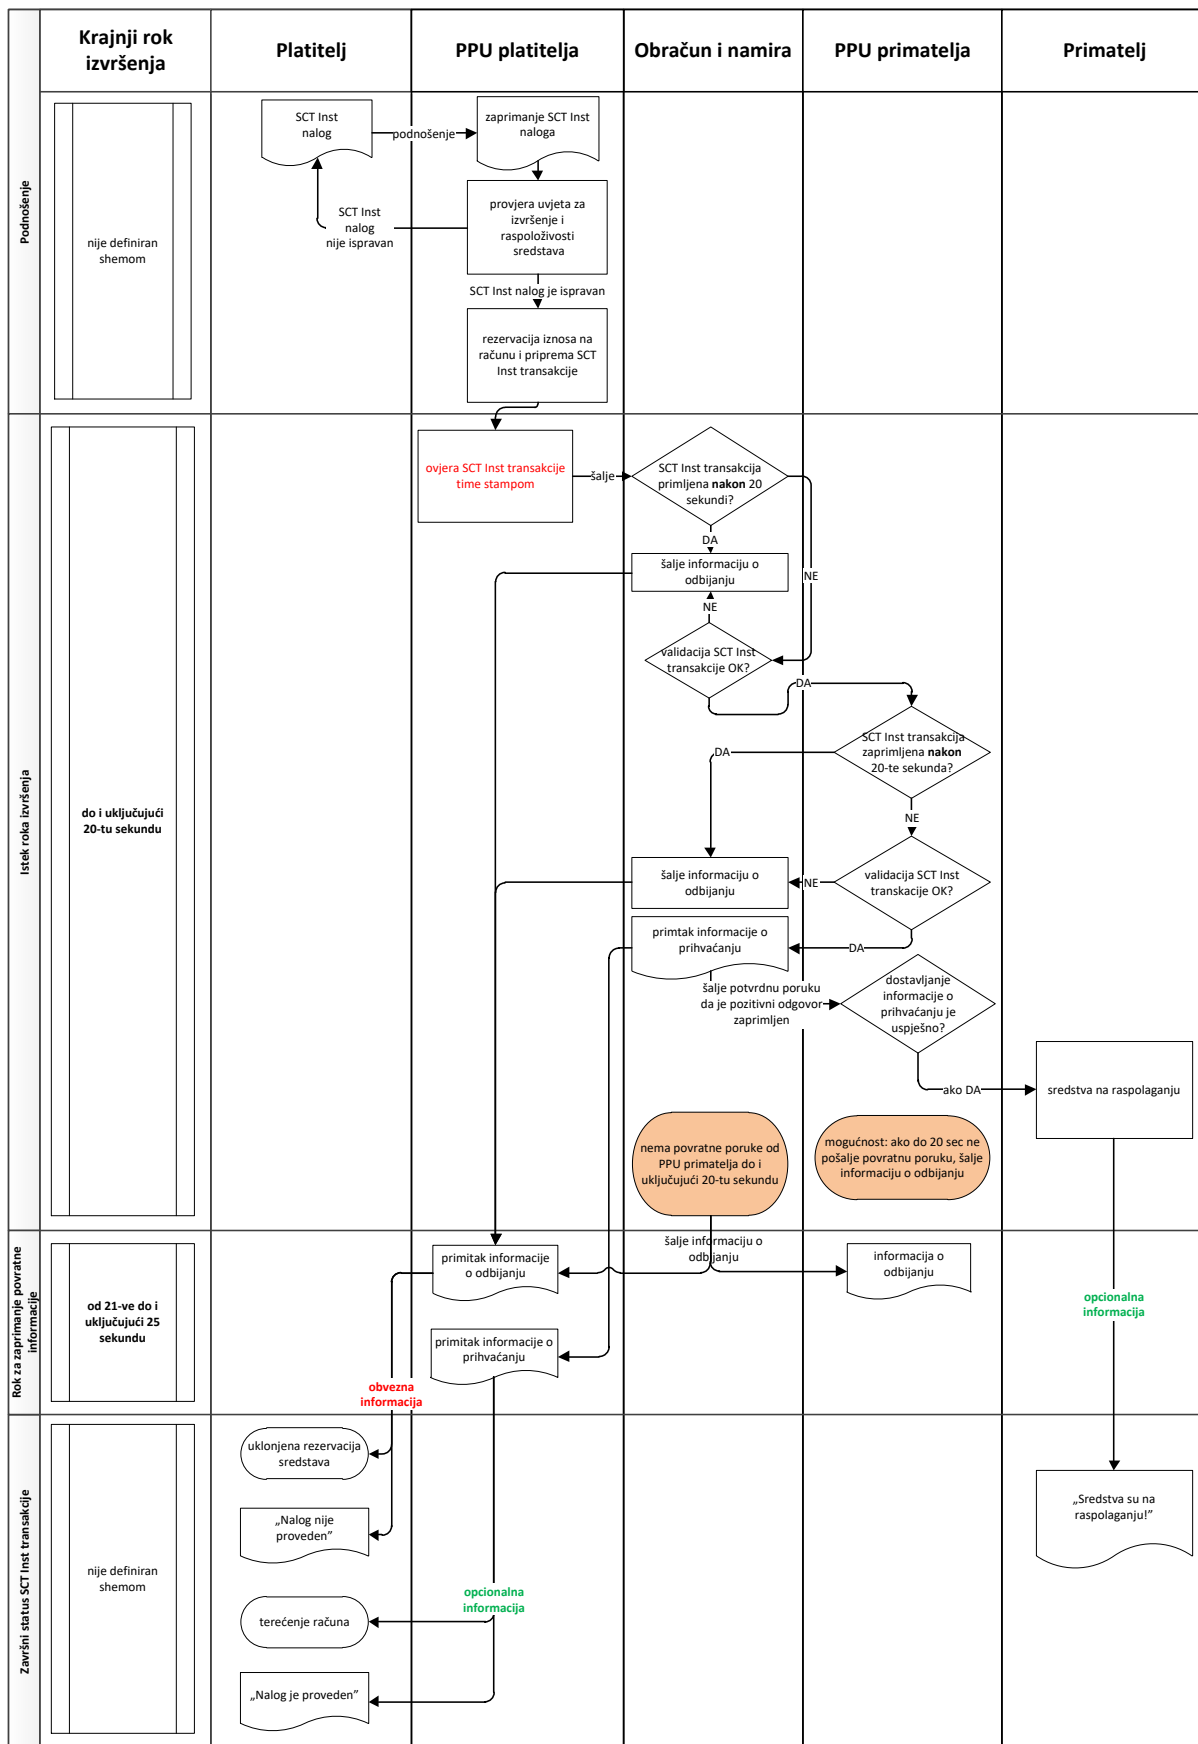 Krajnji rok
izvršenja
Platitelj
PPU platitelja
Obračun i namira
PPU primatelja
Primatelj
Podnošenje
nije definiran
shemom
SCT Inst
nalog
podnošenje
zaprimanje SCT Inst
naloga
provjera uvjeta za
izvršenje i
raspoloživosti
sredstava
SCT Inst
nalog
nije ispravan
SCT Inst nalog je ispravan
rezervacija iznosa na
računu i priprema SCT
Inst transakcije
Istek roka izvršenja
do i uključujući
20-tu sekundu
ovjera SCT Inst transakcije
time stampom
šalje
SCT Inst transakcija
primljena nakon 20
sekundi?
DA
NE
šalje informaciju o
odbijanju
NE
validacija SCT Inst
transakcije OK?
DA
SCT Inst transakcija
zaprimljena nakon
20-te sekunda?
DA
NE
šalje informaciju o
odbijanju
NE
validacija SCT Inst
transkacije OK?
primtak informacije o
prihvaćanju
DA
šalje potvrdnu poruku
da je pozitivni odgovor
zaprimljen
dostavljanje
informacije o
prihvaćanju je
uspješno?
ako DA
sredstva na raspolaganju
nema povratne poruke od
PPU primatelja do i
uključujući 20-tu sekundu
mogućnost: ako do 20 sec ne
pošalje povratnu poruku, šalje
informaciju o odbijanju
Rok za zaprimanje povratne
informacije
od 21-ve do i
uključujući 25
sekundu
primitak informacije
o odbijanju
šalje informaciju o
odbijanju
informacija o
odbijanju
opcionalna
informacija
primitak informacije o
prihvaćanju
obvezna
informacija
Završni status SCT Inst transakcije
nije definiran
shemom
uklonjena rezervacija
sredstava
„Nalog nije
proveden”
opcionalna
informacija
terećenje računa
„Nalog je proveden”
„Sredstva su na
raspolaganju!”